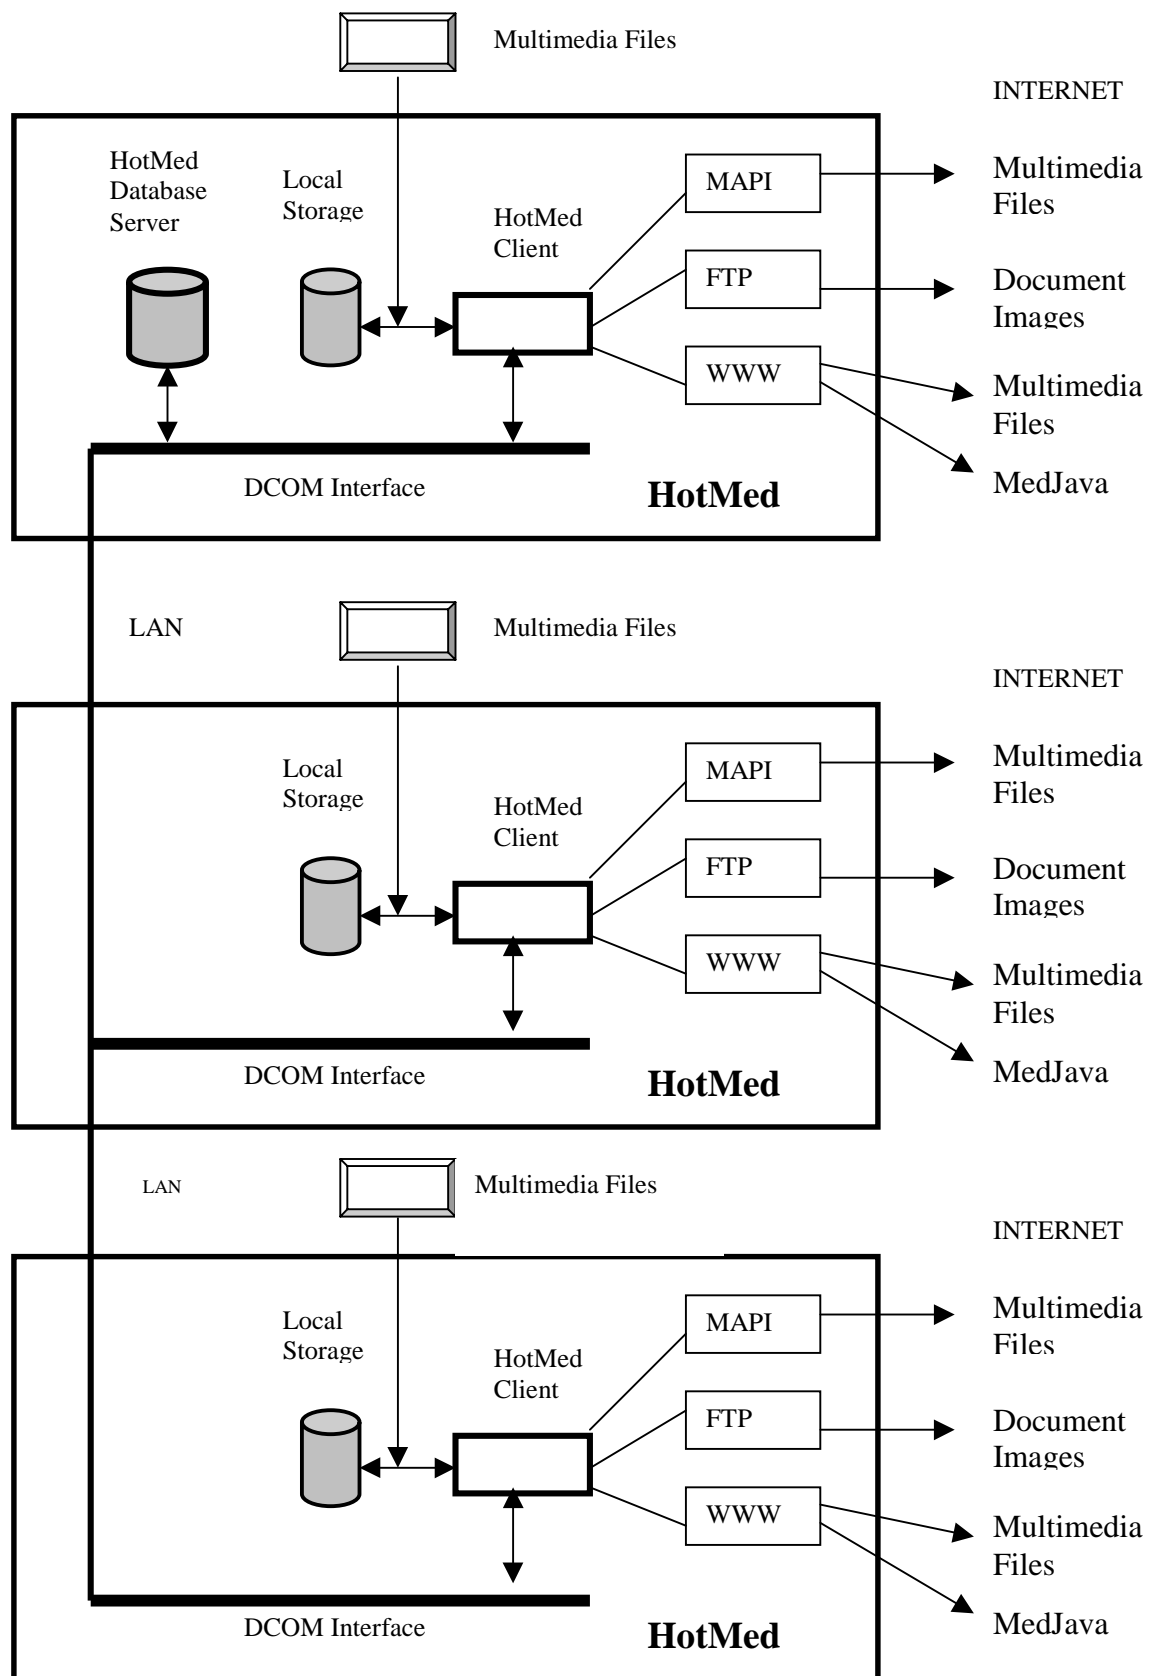 Multimedia Files
INTERNET
HotMed
Database
Server
Local
Storage
HotMed
Client
MAPI
FTP
WWW
Multimedia
Files
Document
Images
Multimedia
Files
MedJava
DCOM Interface
HotMed
LAN
Multimedia Files
INTERNET
Local
Storage
HotMed
Client
MAPI
FTP
WWW
Multimedia
Files
Document
Images
Multimedia
Files
MedJava
DCOM Interface
HotMed
LAN
Multimedia Files
INTERNET
Local
Storage
HotMed
Client
MAPI
FTP
WWW
Multimedia
Files
Document
Images
Multimedia
Files
MedJava
DCOM Interface
HotMed